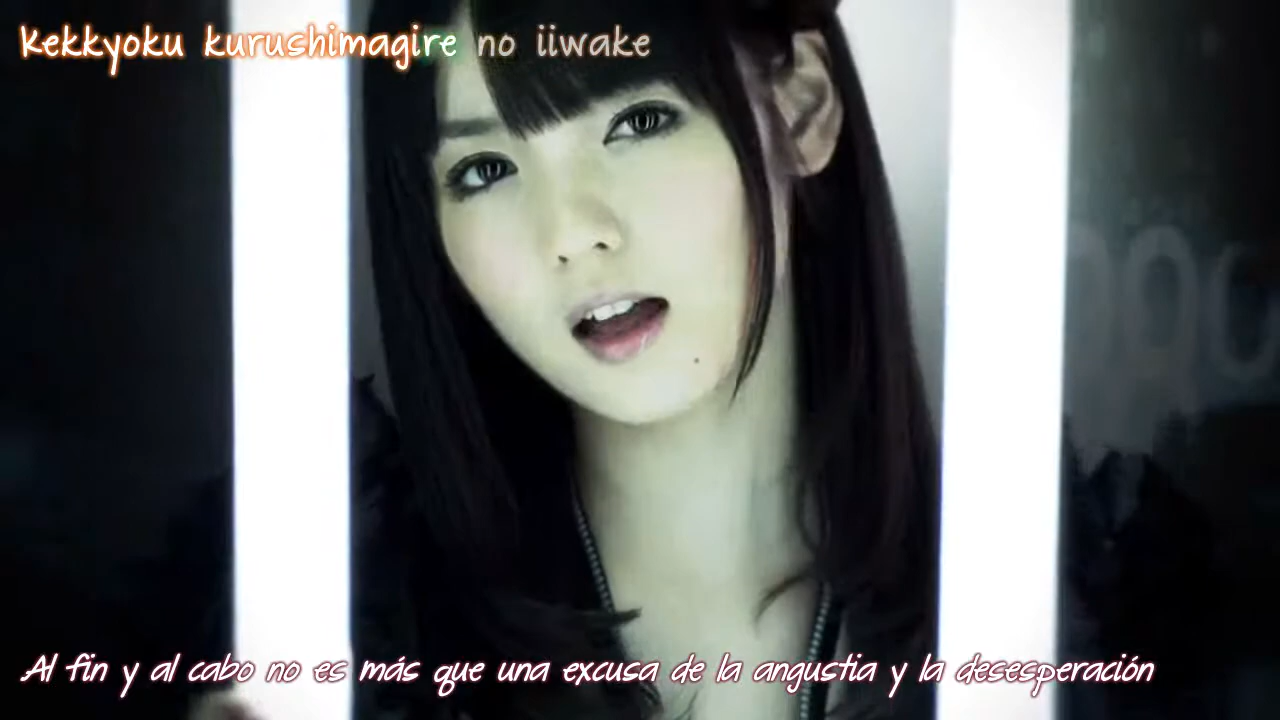 Kekkyoku kurushimagire no iiwake
Al fin y al cabo no es más que una excusa de la angustia y la desesperación